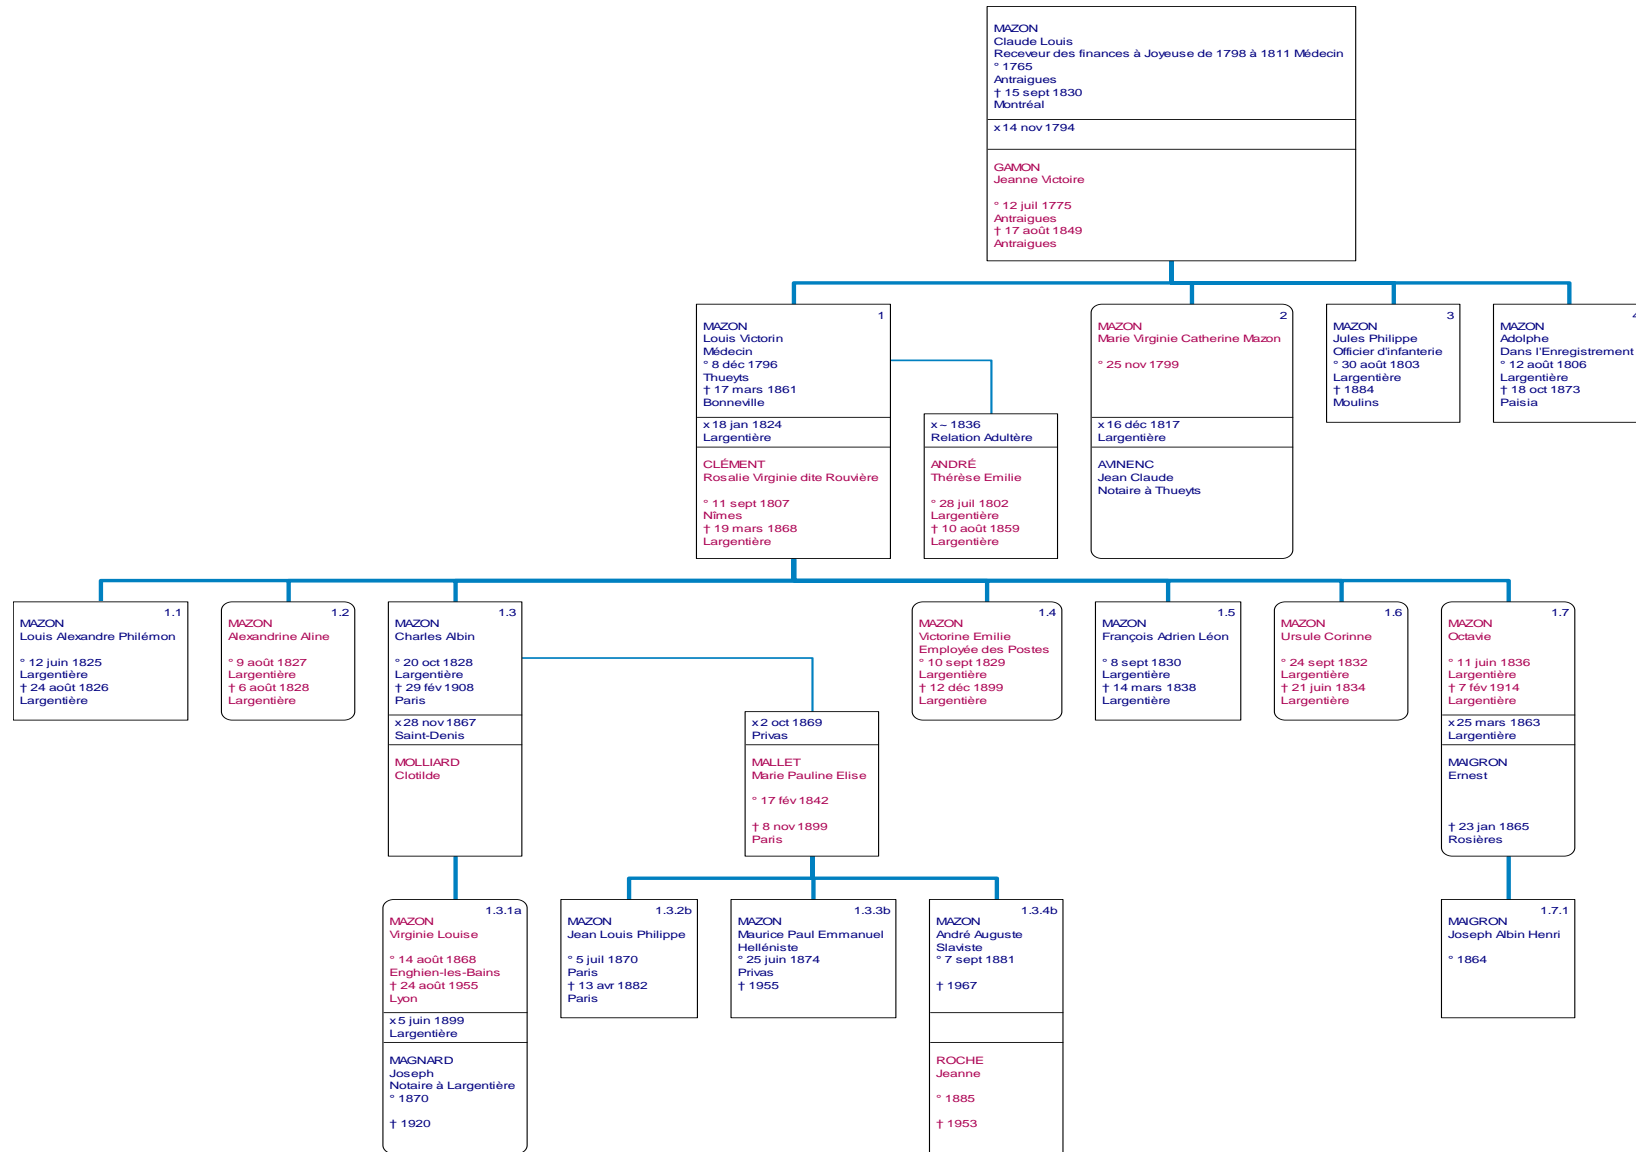 MAZON
Claude Louis
Receveur des finances à Joyeuse de 1798 à 1811 Médecin
° 1765
Antraigues
† 15 sept 1830
Montréal
x 14 nov 1794
GAMON
Jeanne Victoire
° 12 juil 1775
Antraigues
† 17 août 1849
Antraigues
1
MAZON
Louis Victorin
Médecin
° 8 déc 1796
Thueyts
† 17 mars 1861
Bonneville
x 18 jan 1824
Largentière
CLÉMENT
Rosalie Virginie dite Rouvière
° 11 sept 1807
Nîmes
† 19 mars 1868
Largentière
x ~ 1836
Relation Adultère
ANDRÉ
Thérèse Emilie
° 28 juil 1802
Largentière
† 10 août 1859
Largentière
2
MAZON
Marie Virginie Catherine Mazon
° 25 nov 1799
x 16 déc 1817
Largentière
AVINENC
Jean Claude
Notaire à Thueyts
3
MAZON
Jules Philippe
Officier d'infanterie
° 30 août 1803
Largentière
† 1884
Moulins
4
MAZON
Adolphe
Dans l'Enregistrement
° 12 août 1806
Largentière
† 18 oct 1873
Paisia
1.1
MAZON
Louis Alexandre Philémon
° 12 juin 1825
Largentière
† 24 août 1826
Largentière
1.2
MAZON
Alexandrine Aline
° 9 août 1827
Largentière
† 6 août 1828
Largentière
1.3
MAZON
Charles Albin
° 20 oct 1828
Largentière
† 29 fév 1908
Paris
x 28 nov 1867
Saint-Denis
MOLLIARD
Clotilde
x 2 oct 1869
Privas
MALLET
Marie Pauline Elise
° 17 fév 1842
† 8 nov 1899
Paris
1.4
MAZON
Victorine Emilie
Employée des Postes
° 10 sept 1829
Largentière
† 12 déc 1899
Largentière
1.5
MAZON
François Adrien Léon
° 8 sept 1830
Largentière
† 14 mars 1838
Largentière
1.6
MAZON
Ursule Corinne
° 24 sept 1832
Largentière
† 21 juin 1834
Largentière
1.7
MAZON
Octavie
° 11 juin 1836
Largentière
† 7 fév 1914
Largentière
x 25 mars 1863
Largentière
MAIGRON
Ernest
† 23 jan 1865
Rosières
1.3.1a
MAZON
Virginie Louise
° 14 août 1868
Enghien-les-Bains
† 24 août 1955
Lyon
x 5 juin 1899
Largentière
MAGNARD
Joseph
Notaire à Largentière
° 1870
† 1920
1.3.2b
MAZON
Jean Louis Philippe
° 5 juil 1870
Paris
† 13 avr 1882
Paris
1.3.3b
MAZON
Maurice Paul Emmanuel
Helléniste
° 25 juin 1874
Privas
† 1955
1.3.4b
MAZON
André Auguste
Slaviste
° 7 sept 1881
† 1967
ROCHE
Jeanne
° 1885
† 1953
1.7.1
MAIGRON
Joseph Albin Henri
° 1864